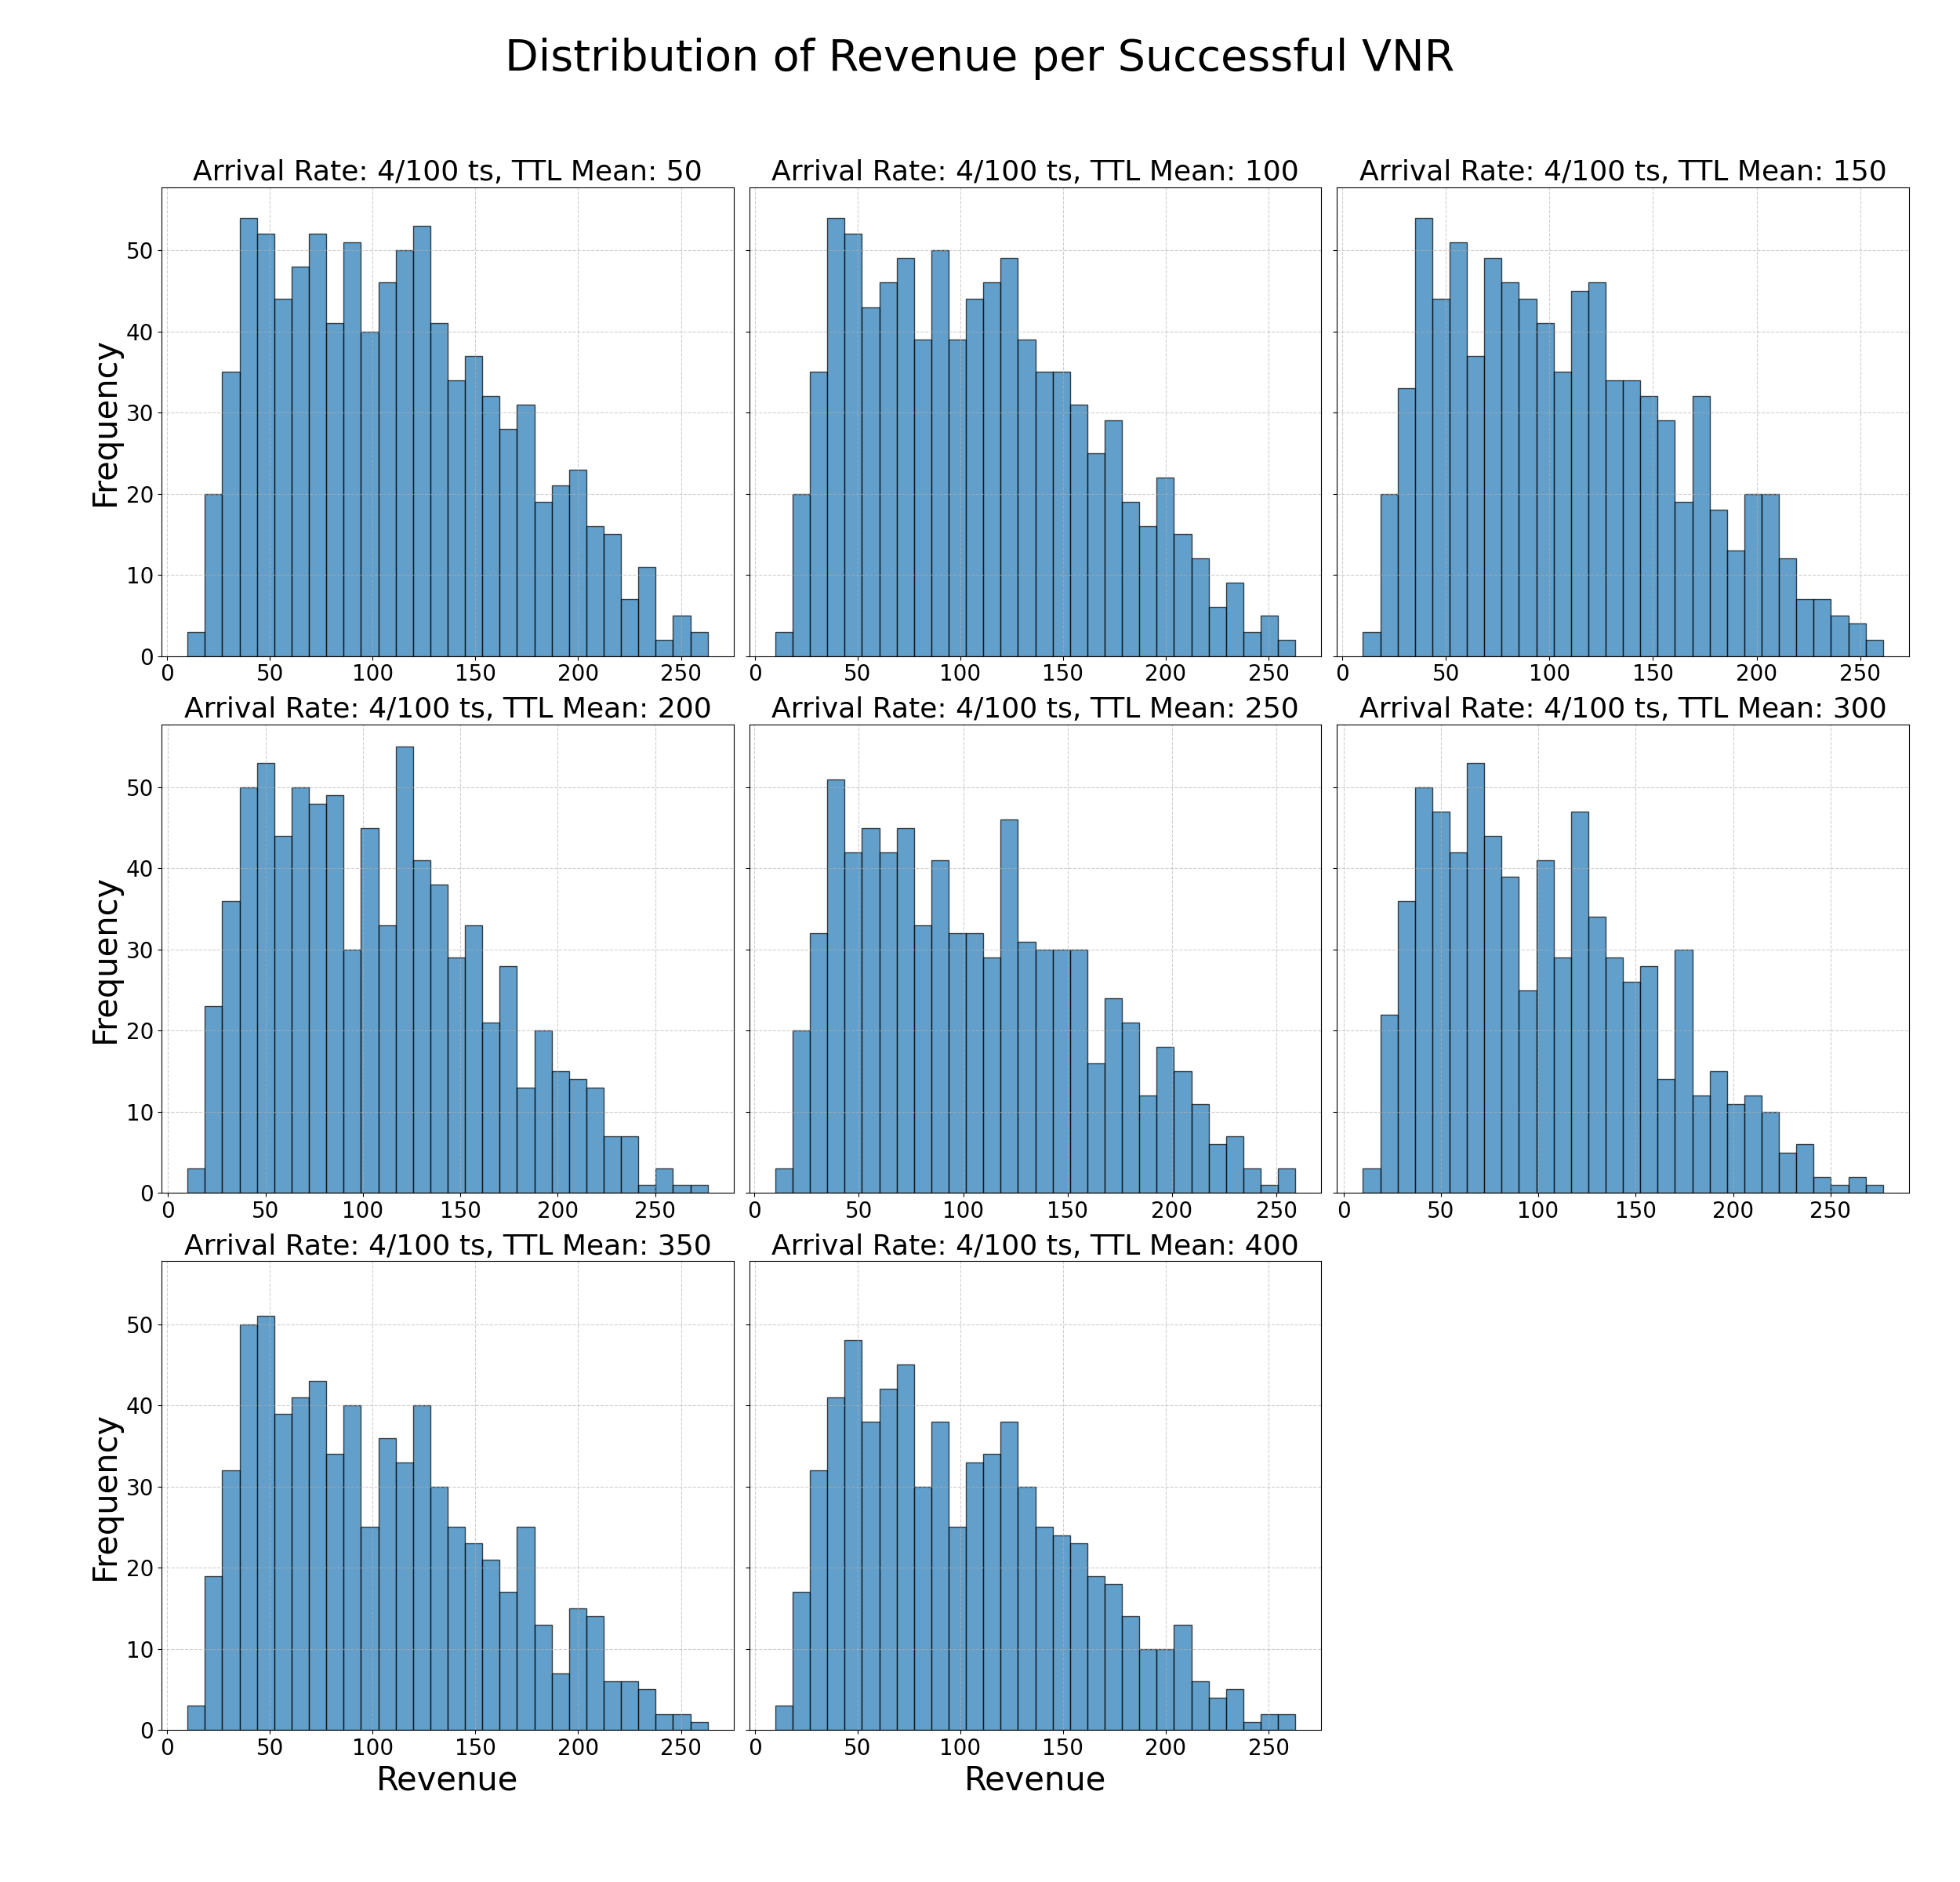 Distribution of Revenue per Successful VNR
Arrival Rate: 4/100 ts, TTL Mean: 50
Arrival Rate: 4/100 ts, TTL Mean: 100
Arrival Rate: 4/100 ts, TTL Mean: 150
Frequency
50
40
30
20
10
0
0 50 100 150 200 250
0 50 100 150 200 250
0 50 100 150 200 250
Arrival Rate: 4/100 ts, TTL Mean: 200
Arrival Rate: 4/100 ts, TTL Mean: 250
Arrival Rate: 4/100 ts, TTL Mean: 300
Frequency
50
40
30
20
10
0
0 50 100 150 200 250
0 50 100 150 200 250
0 50 100 150 200 250
Arrival Rate: 4/100 ts, TTL Mean: 350
Arrival Rate: 4/100 ts, TTL Mean: 400
Frequency
50
40
30
20
10
0
0 50 100 150 200 250
0 50 100 150 200 250
Revenue
Revenue